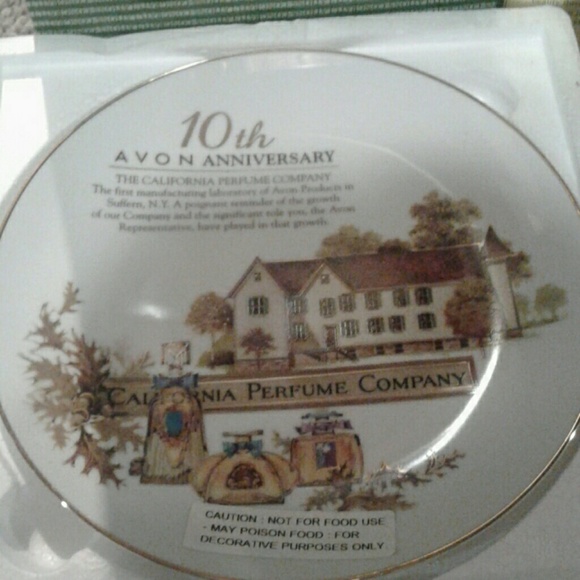 10th
AVON ANNIVERSARY
THE CALIFORNIA PERFUME COMPANY
The first manufacturing laboratory of Avon Products in
Suffern, N.Y. A poignant reminder of the growth
of our Company and the significant role you, the Avon
Representative, have played in that growth.
CALIFORNIA PERFUME COMPANY
CAUTION : NOT FOR FOOD USE
- MAY POISON FOOD : FOR
DECORATIVE PURPOSES ONLY